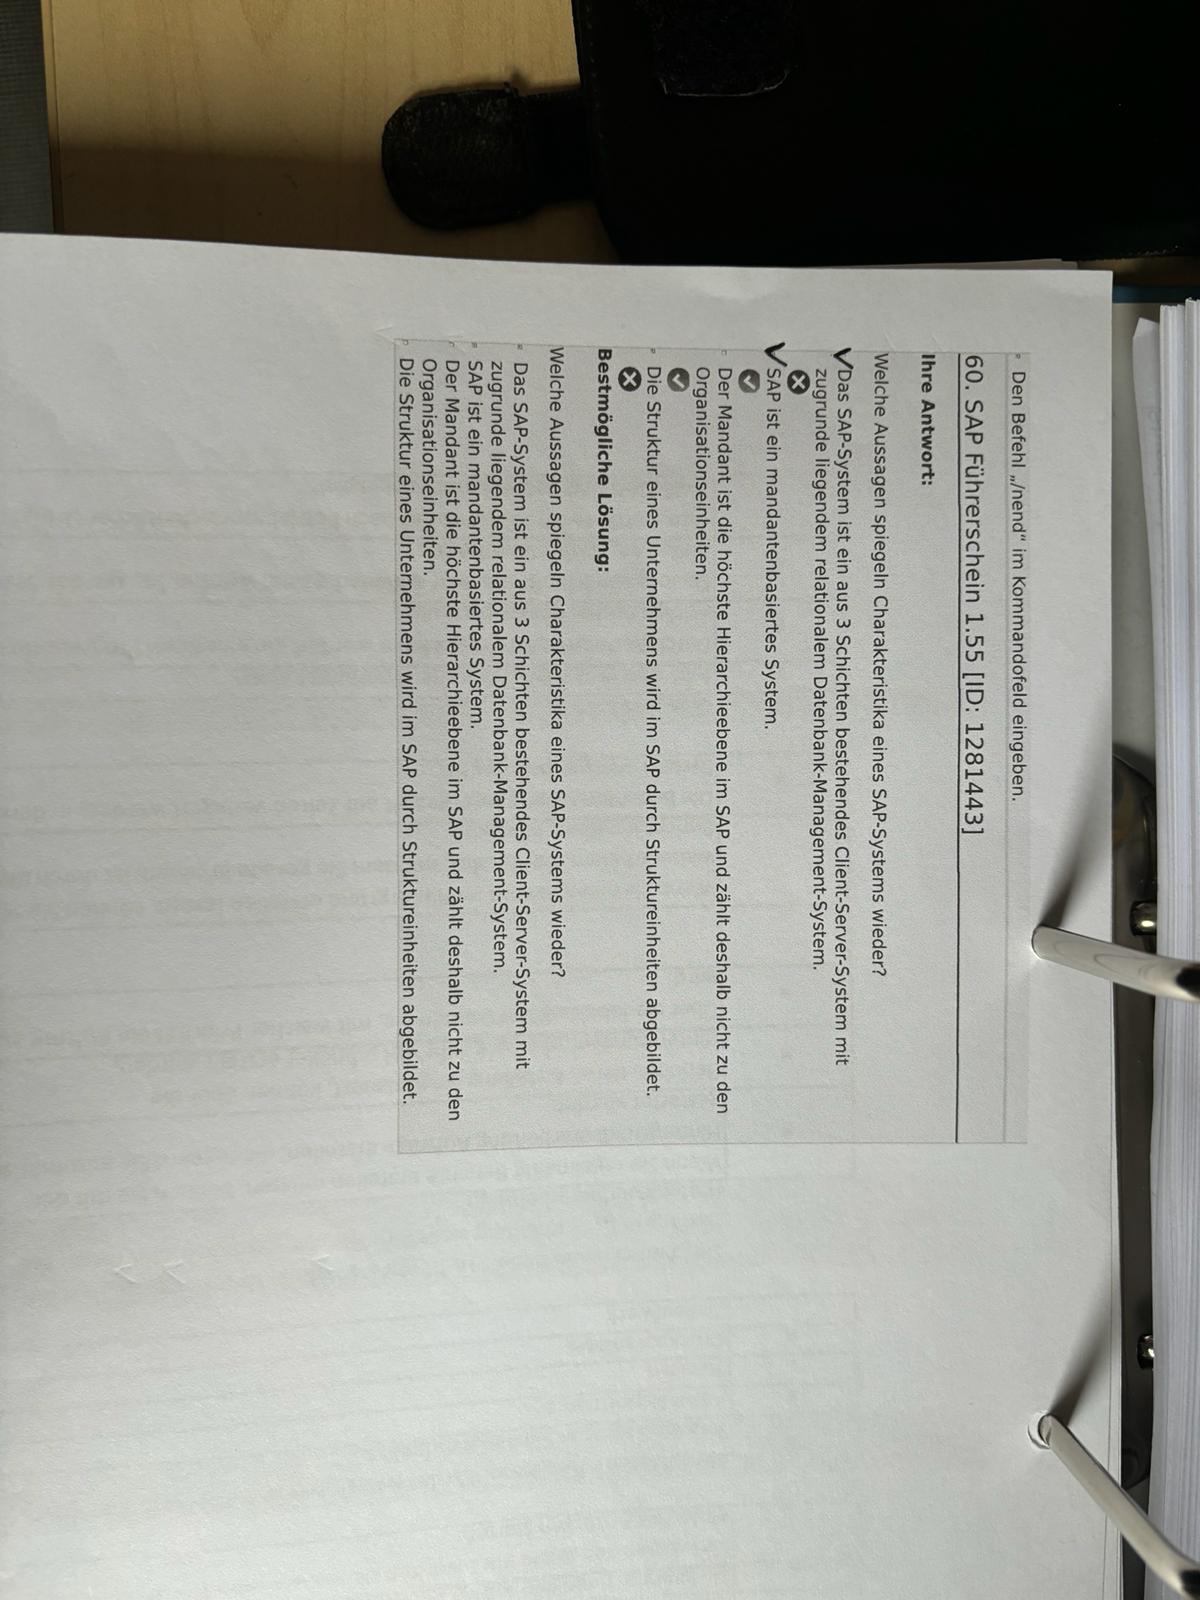 Den Befehl „/nend“ im Kommandofeld eingeben.
60. SAP Führerschein 1.55 [ID: 1281443]
Ihre Antwort:
Welche Aussagen spiegeln Charakteristika eines SAP-Systems wieder?
Das SAP-System ist ein aus 3 Schichten bestehendes Client-Server-System mit
zugrunde liegendem relationalem Datenbank-Management-System.
SAP ist ein mandantenbasiertes System.
Der Mandant ist die höchste Hierarchieebene im SAP und zählt deshalb nicht zu den
Organisationseinheiten.
Die Struktur eines Unternehmens wird im SAP durch Struktureinheiten abgebildet.
Bestmögliche Lösung:
Welche Aussagen spiegeln Charakteristika eines SAP-Systems wieder?
Das SAP-System ist ein aus 3 Schichten bestehendes Client-Server-System mit
zugrunde liegendem relationalem Datenbank-Management-System.
SAP ist ein mandantenbasiertes System.
Der Mandant ist die höchste Hierarchieebene im SAP und zählt deshalb nicht zu den
Organisationseinheiten.
Die Struktur eines Unternehmens wird im SAP durch Struktureinheiten abgebildet.